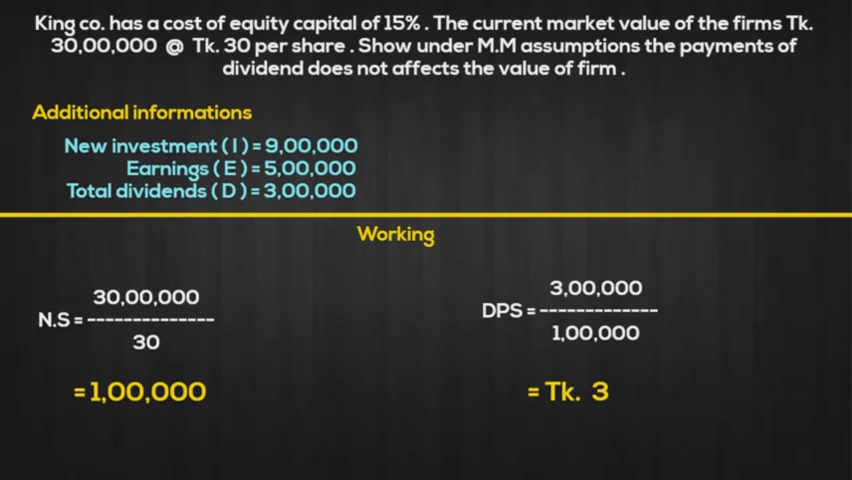 King co. has a cost of equity capital of 15% . The current market value of the firms Tk.
30,00,000 @ Tk. 30 per share . Show under M.M assumptions the payments of
dividend does not affects the value of firm .
Additional informations
New investment ( I ) = 9,00,000
Earnings ( E ) = 5,00,000
Total dividends ( D ) = 3,00,000
Working
30,00,000
N.S = --------------
30
= 1,00,000
3,00,000
DPS = -------------
1,00,000
= Tk. 3